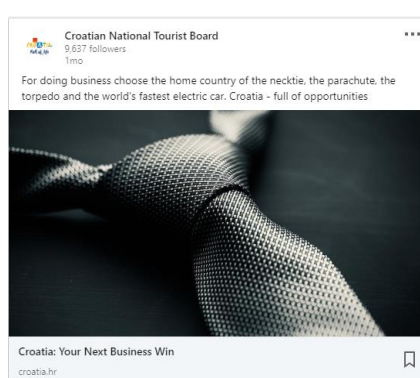 Croatian National Tourist Board
9,637 followers
1mo
For doing business choose the home country of the necktie, the parachute, the
torpedo and the world's fastest electric car. Croatia - full of opportunities
Croatia: Your Next Business Win
croatia.hr